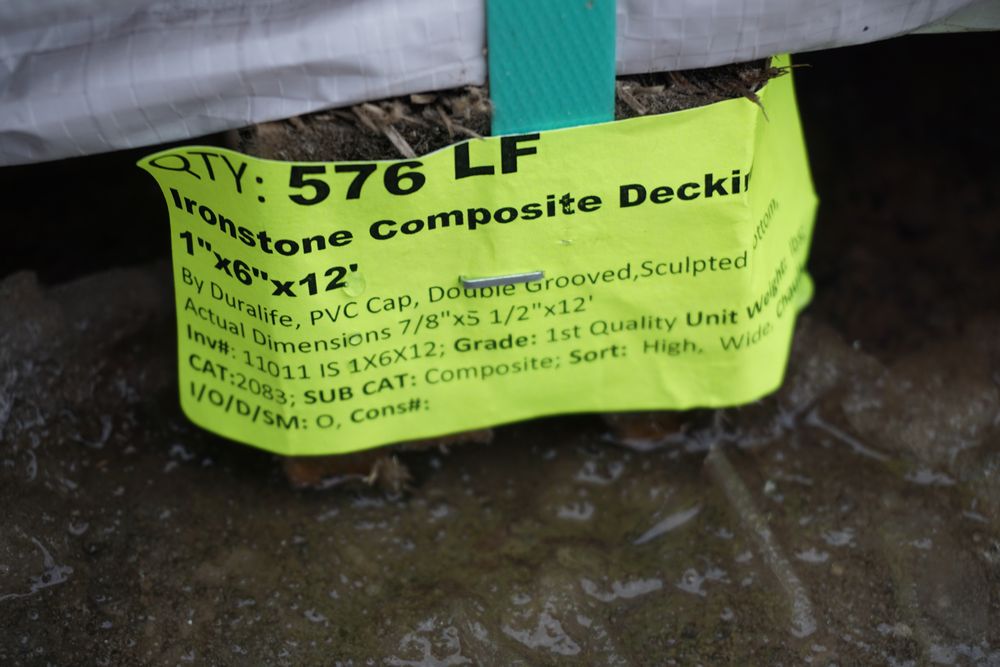 QTY: 576 LF
Ironstone Composite Deckin
1"x6"x12'
By Duralife, PVC Cap, Double Grooved,Sculpted ottom,
Actual Dimensions 7/8"x5 1/2"x12'
Inv#: 11011 IS 1X6X12; Grade: 1st Quality Unit Weight: lbs;
CAT:2083; SUB CAT: Composite; Sort: High, Wide,
I/O/D/SM: O, Cons#: